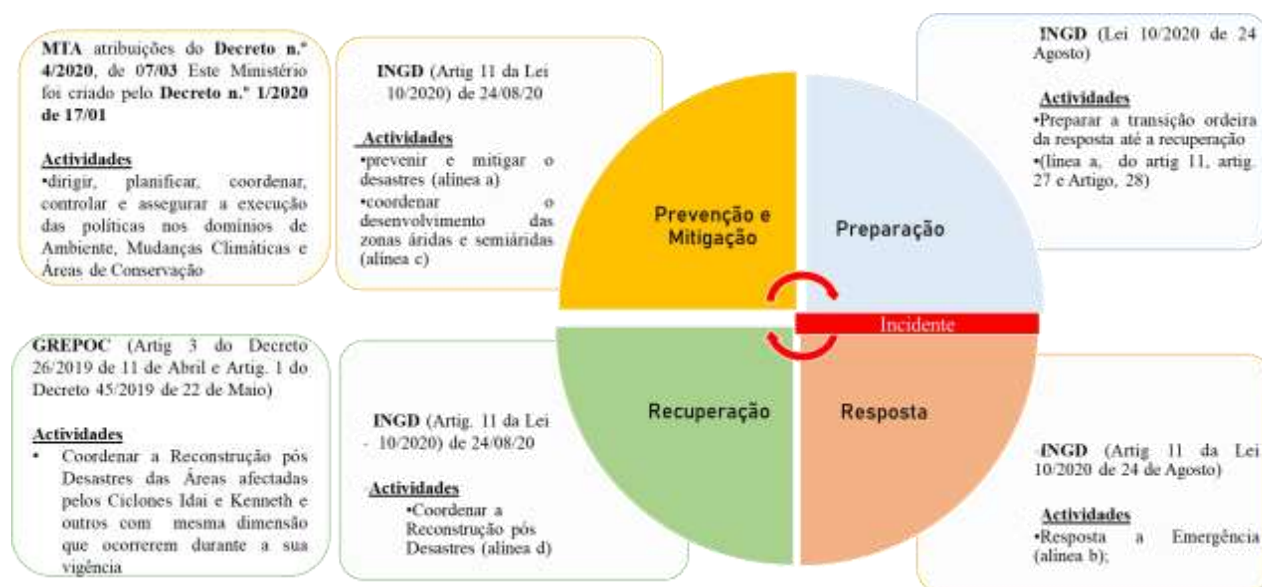 MTA atribuições do Decreto n.º
4/2020, de 07/03 Este Ministério
foi criado pelo Decreto n.º 1/2020
de 17/01
Actividades
•dirigir, planificar, coordenar,
controlar e assegurar a execução
das políticas nos domínios de
Ambiente, Mudanças Climáticas e
Áreas de Conservação
INGD (Artig 11 da Lei
10/2020) de 24/08/20
Actividades
•prevenir e mitigar o
desastres (alínea a)
•coordenar o
desenvolvimento das
zonas áridas e semiáridas
(alínea c)
Prevenção e
Mitigação
Preparação
INGD (Lei 10/2020 de 24
Agosto)
Actividades
•Preparar a transição ordeira
da resposta até a recuperação
•(línea a, do artig 11, artig.
27 e Artigo, 28)
Incidente
GREPOC (Artig 3 do Decreto
26/2019 de 11 de Abril e Artig. 1 do
Decreto 45/2019 de 22 de Maio)
Actividades
• Coordenar a Reconstrução pós
Desastres das Áreas afectadas
pelos Ciclones Idai e Kenneth e
outros com mesma dimensão
que ocorrerem durante a sua
vigência
INGD (Artig. 11 da Lei
- 10/2020) de 24/08/20
Actividades
•Coordenar a
Reconstrução pós
Desastres (alinea d)
Recuperação
Resposta
-INGD (Artig 11 da Lei
10/2020 de 24 de Agosto)
Actividades
•Resposta a Emergência
(alinea b);